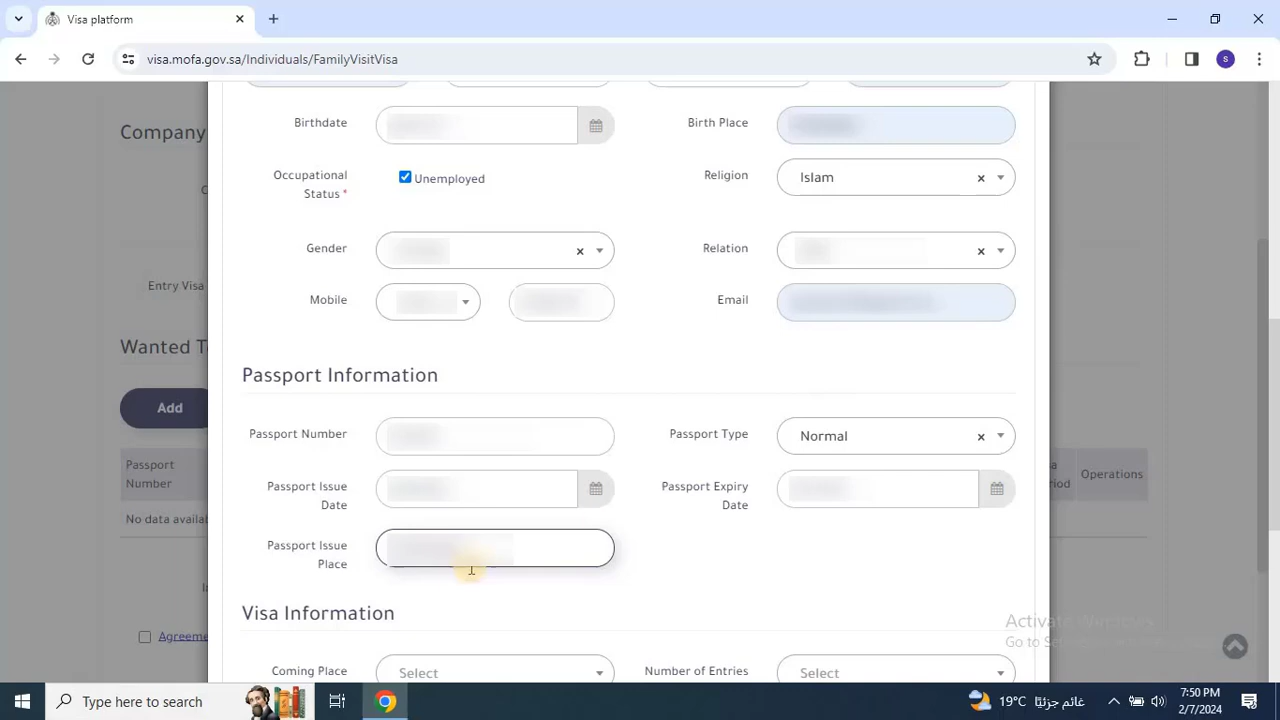 Visa platform
visa.mofa.gov.sa/Individuals/FamilyVisitVisa
s
Company
Birthdate
Birth Place
Occupational
Status *
Unemployed
Religion
Islam
Entry Visa
Gender
Relation
Mobile
Email
Wanted
Add
Passport Information
Passport
Number
Operations
No data availab
Passport Number
Passport Type
Normal
Passport Issue
Date
Passport Expiry
Date
Passport Issue
Place
Visa Information
Agreeme
Activate Windows
Coming Place
Select
Number of Entries
Select
Type here to search
19°C
غائم جزئيًا
7:50 PM
2/7/2024